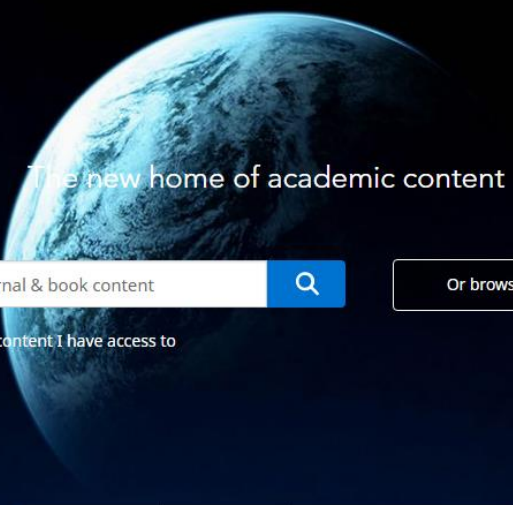 The new home of academic content
rnal & book content
Or brows
content I have access to